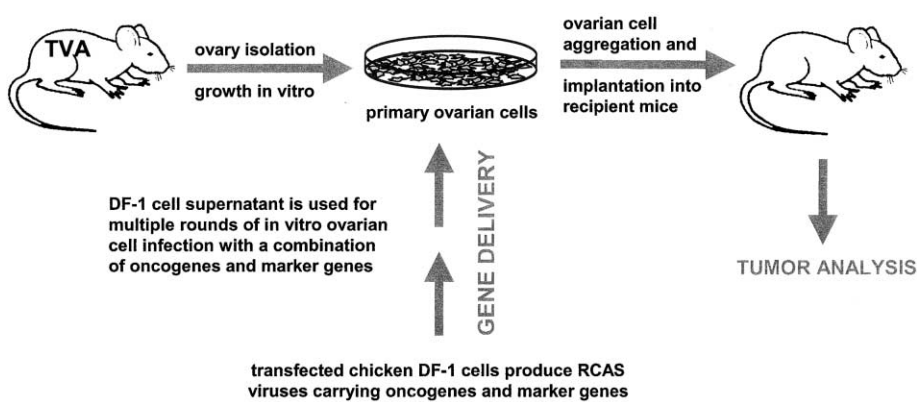 TVA
ovary isolation
growth in vitro
primary ovarian cells
ovarian cell
aggregation and
implantation into
recipient mice
DF-1 cell supernatant is used for
multiple rounds of in vitro ovarian
cell infection with a combination
of oncogenes and marker genes
GENE DELIVERY
TUMOR ANALYSIS
transfected chicken DF-1 cells produce RCAS
viruses carrying oncogenes and marker genes